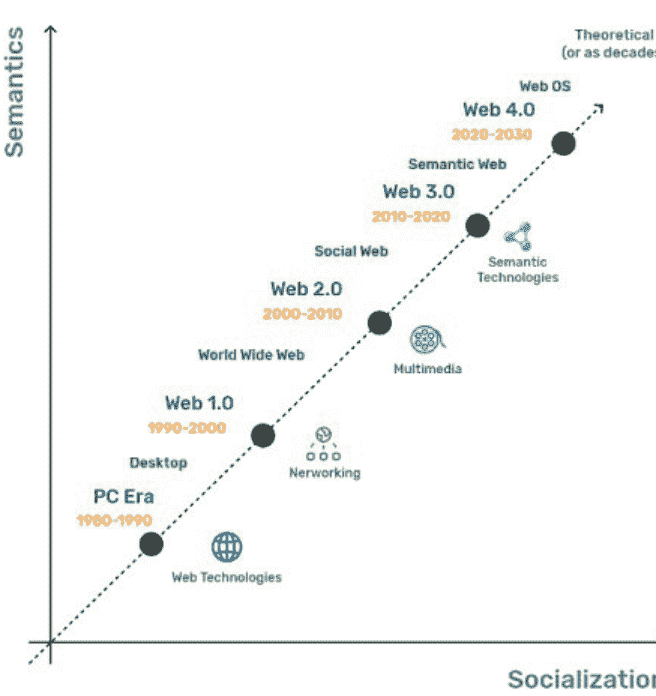 Semantics
Theoretical
(or as decades
Web OS
Web 4.0
2020-2030
Semantic Web
Web 3.0
2010-2020
Semantic
Technologies
Social Web
Web 2.0
2000-2010
Multimedia
World Wide Web
Web 1.0
1990-2000
Nerworking
Desktop
PC Era
1980-1990
Web Technologies
Socialization